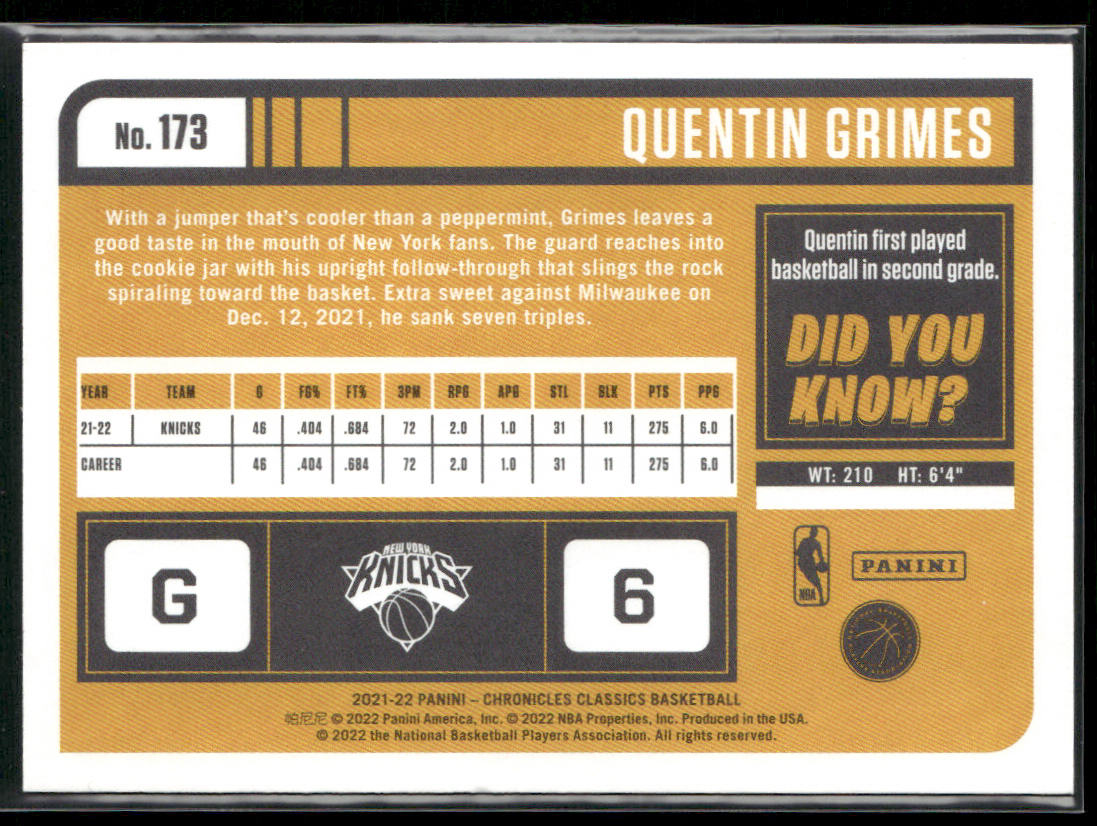 No. 173
QUENTIN GRIMES
With a jumper that's cooler than a peppermint, Grimes leaves a
good taste in the mouth of New York fans. The guard reaches into
the cookie jar with his upright follow-through that slings the rock
spiraling toward the basket. Extra sweet against Milwaukee on
Dec. 12, 2021, he sank seven triples.
Quentin first played
basketball in second grade.
DID YOU
KNOW?
YEAR TEAM G FG% FT% 3PM RPG APG STL BLK PTS PPG
21-22 KNICKS 46 .404 .684 72 2.0 1.0 31 11 275 6.0
CAREER 46 .404 .684 72 2.0 1.0 31 11 275 6.0
WT: 210 HT: 6'4"
G
NEW YORK
KNICKS
6
NBA
PANINI
2021-22 PANINI – CHRONICLES CLASSICS BASKETBALL
帕尼尼 © 2022 Panini America, Inc. © 2022 NBA Properties, Inc. Produced in the USA.
© 2022 the National Basketball Players Association. All rights reserved.